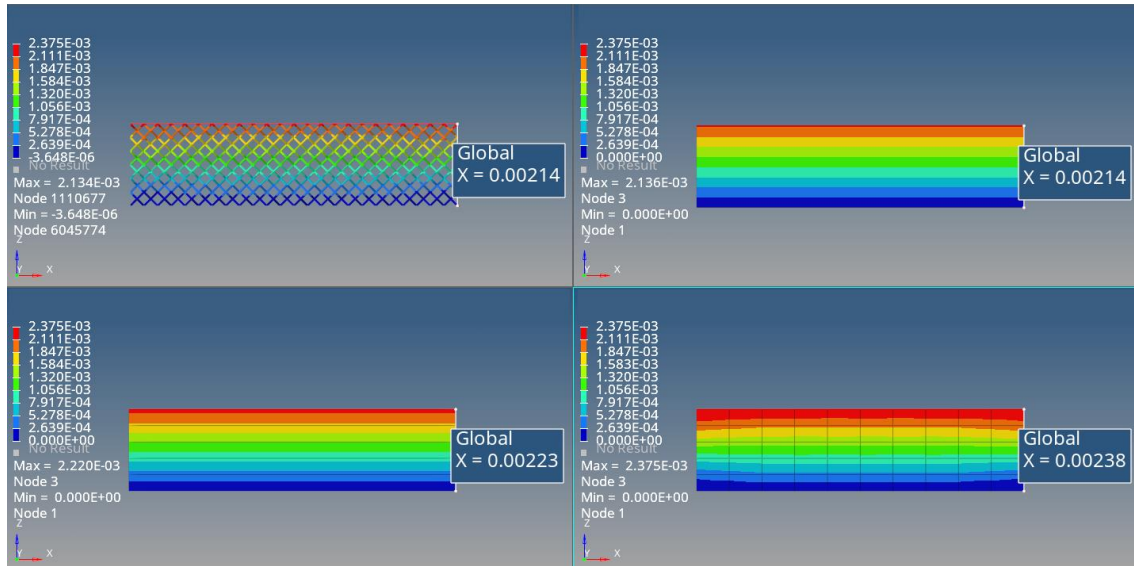 2.375E-03
2.111E-03
1.847E-03
1.584E-03
1.320E-03
1.056E-03
7.917E-04
5.278E-04
2.639E-04
-3.648E-06
No Result
Max = 2.134E-03
Node 1110677
Min = -3.648E-06
Node 6045774
Z
Y
X
Global
X = 0.00214
2.375E-03
2.111E-03
1.847E-03
1.584E-03
1.320E-03
1.056E-03
7.917E-04
5.278E-04
2.639E-04
0.000E+00
No Result
Max = 2.136E-03
Node 3
Min = 0.000E+00
Node 1
Z
Y
X
Global
X = 0.00214
2.375E-03
2.111E-03
1.847E-03
1.584E-03
1.320E-03
1.056E-03
7.917E-04
5.278E-04
2.639E-04
0.000E+00
No Result
Max = 2.220E-03
Node 3
Min = 0.000E+00
Node 1
Z
Y
X
Global
X = 0.00223
2.375E-03
2.111E-03
1.847E-03
1.583E-03
1.320E-03
1.056E-03
7.917E-04
5.278E-04
2.639E-04
0.000E+00
No Result
Max = 2.375E-03
Node 3
Min = 0.000E+00
Node 1
Z
Y
X
Global
X = 0.00238